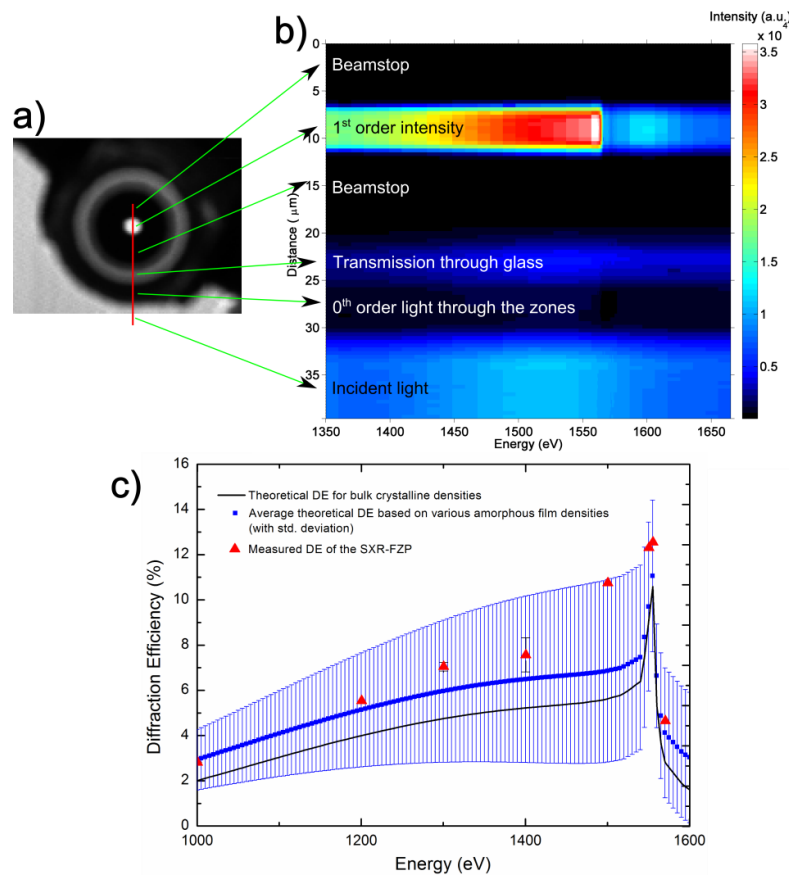 a)
b)
Intensity (a.u.)
x 10⁴
0
5
10
15
20
25
30
35
Distance (μm)
Beamstop
1st order intensity
Beamstop
Transmission through glass
0th order light through the zones
Incident light
1350 1400 1450 1500 1550 1600 1650
Energy (eV)
3.5
3
2.5
2
1.5
1
0.5
c)
16
14
12
10
8
6
4
2
0
Diffraction Efficiency (%)
Theoretical DE for bulk crystalline densities
Average theoretical DE based on various amorphous film densities
(with std. deviation)
Measured DE of the SXR-FZP
1000 1200 1400 1600
Energy (eV)